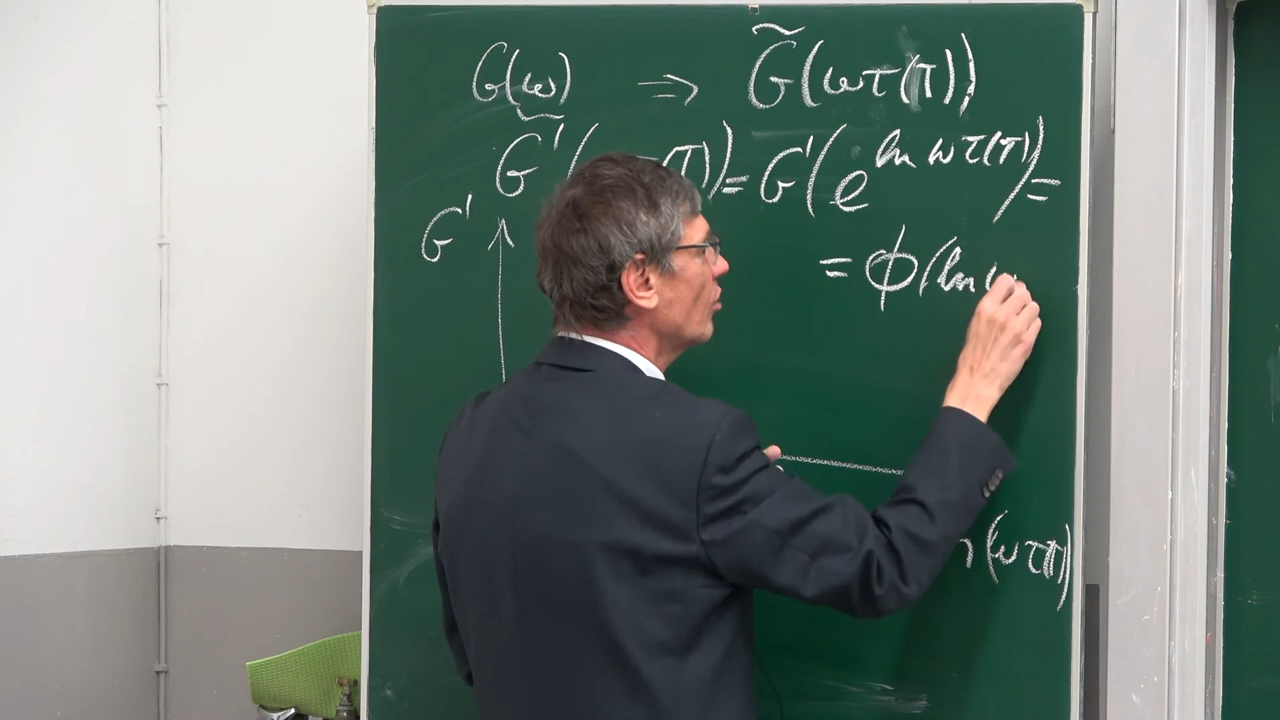 G(ω) ⇒ G̃(ωτ(T))
G̃'( τ(T)) = G'(e^{ln ωτ(T)}) =
G'
= φ(ln ω
(ωτ(T))